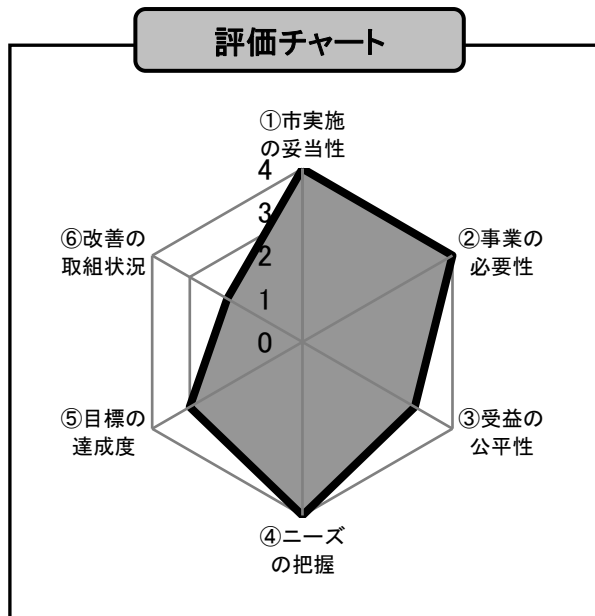 評価チャート
①市実施
の妥当性
4
3
2
1
0
②事業の
必要性
③受益の
公平性
④ニーズ
の把握
⑤目標の
達成度
⑥改善の
取組状況